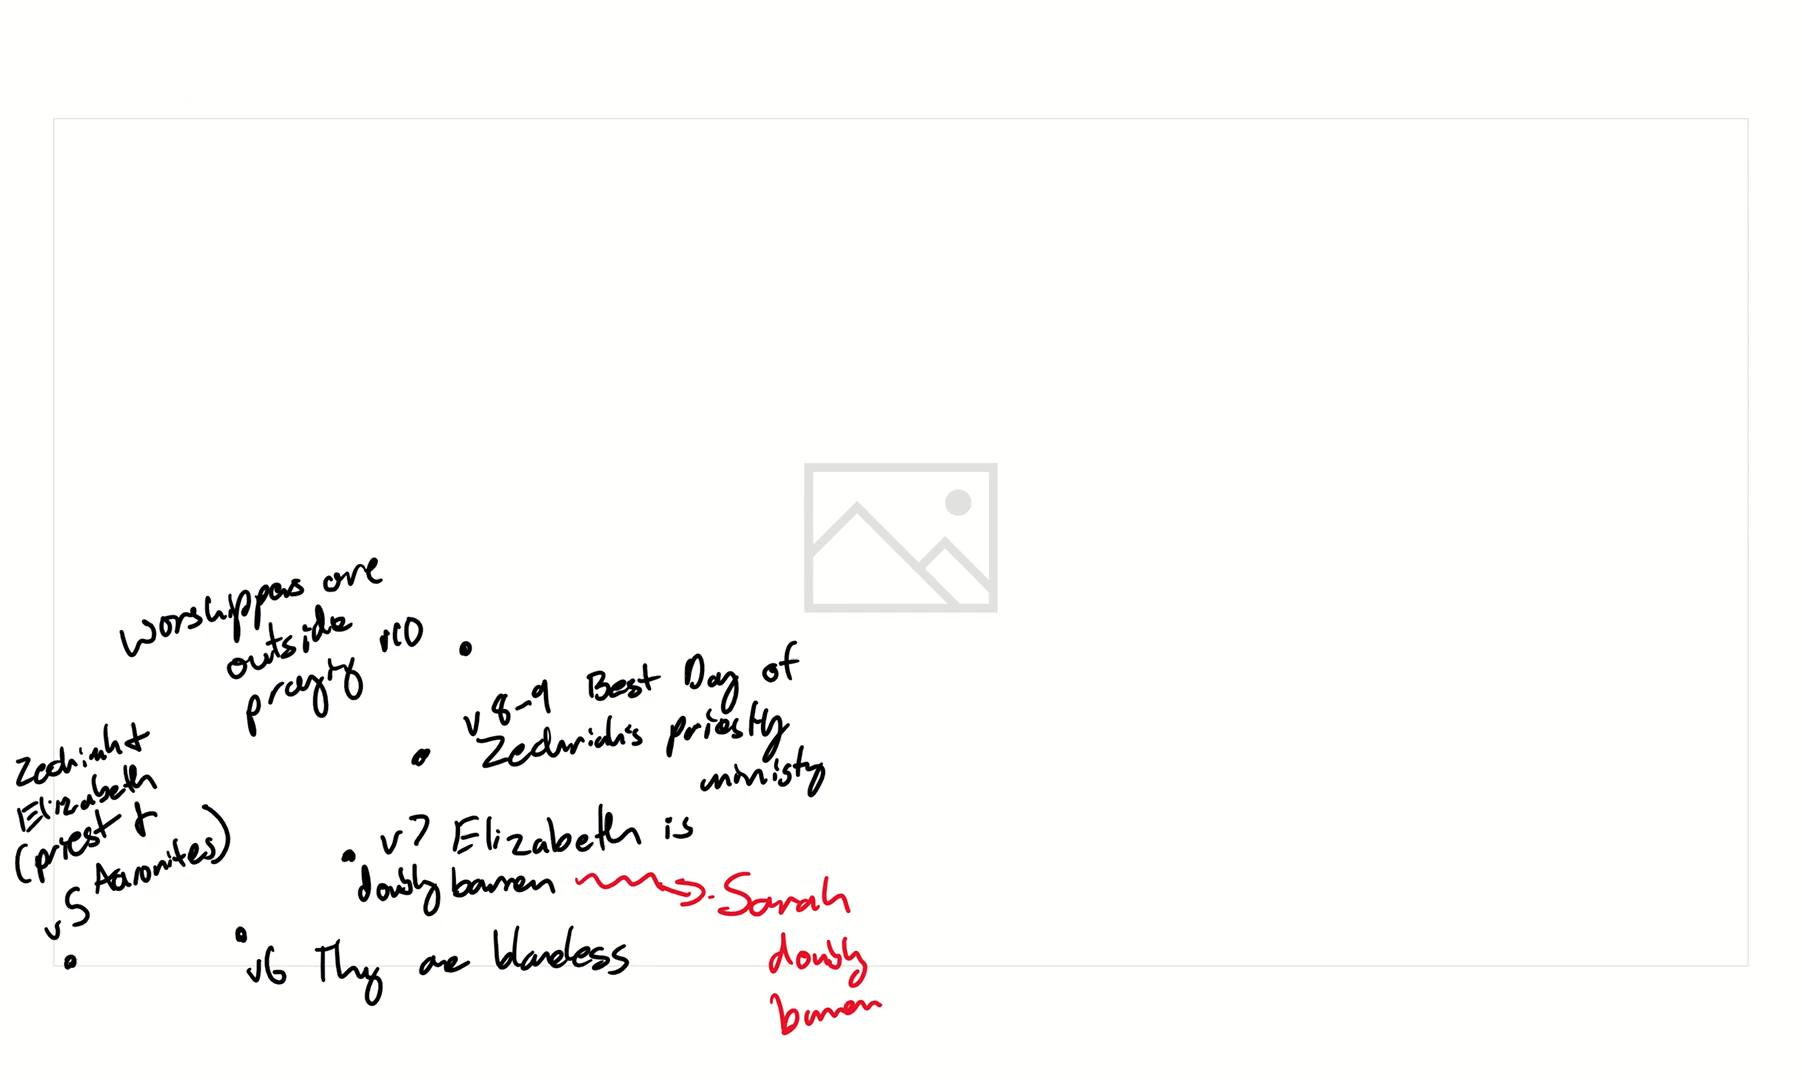 Worshippers are
outside
praying v10
v 8-9 Best Day of
Zechariah's priestly
ministry
Zechariah +
Elizabeth
(priest +
Aaronites)
v5
v7 Elizabeth is
doubly barren
Sarah
doubly
barren
v6 They are blameless